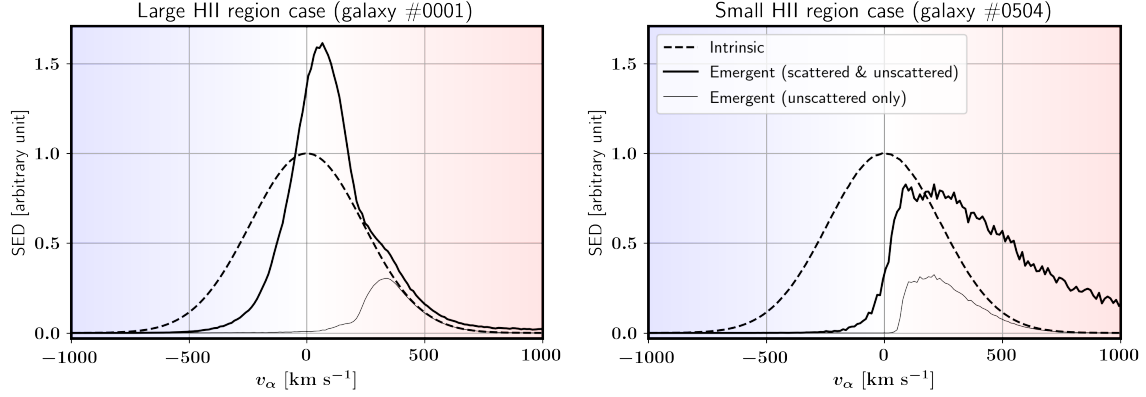 Large HII region case (galaxy #0001)
SED [arbitrary unit]
1.5
1.0
0.5
0.0
−1000 −500 0 500 1000
v_α [km s⁻¹]
Small HII region case (galaxy #0504)
Intrinsic
Emergent (scattered & unscattered)
Emergent (unscattered only)
SED [arbitrary unit]
1.5
1.0
0.5
0.0
−1000 −500 0 500 1000
v_α [km s⁻¹]